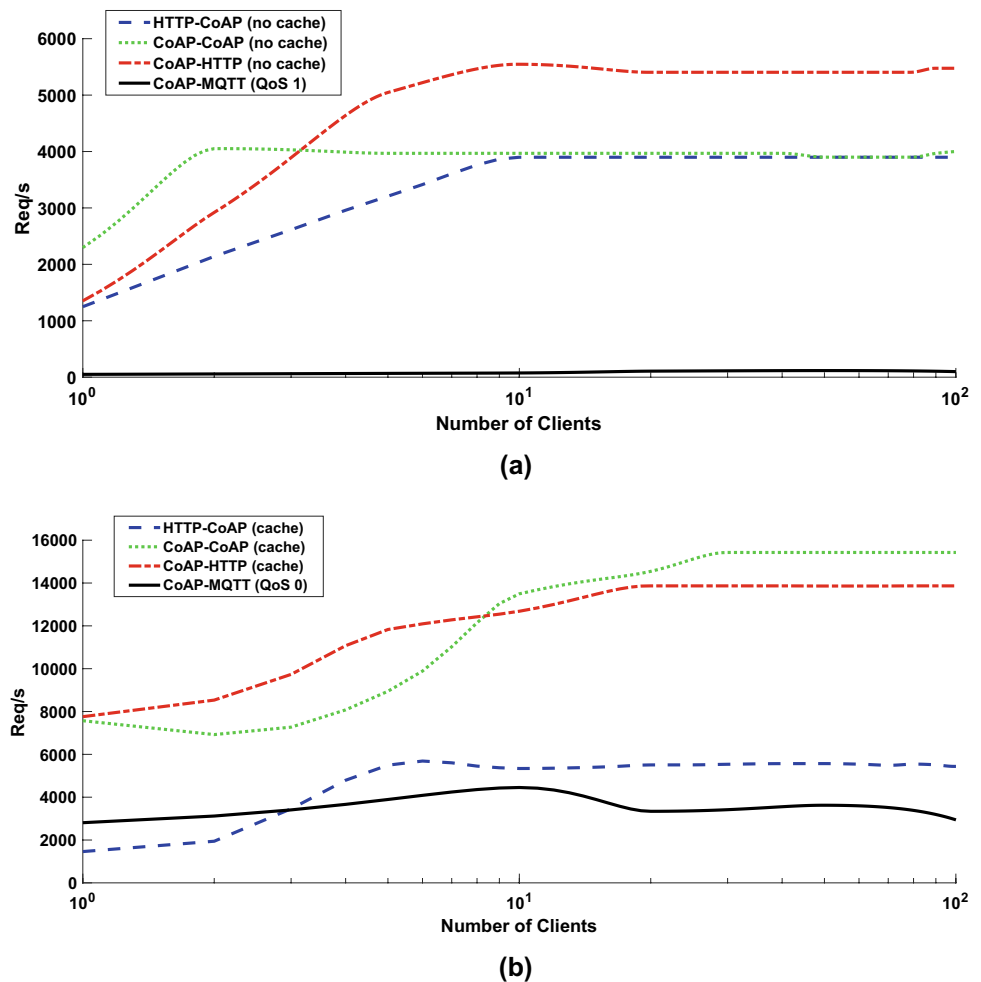 HTTP-CoAP (no cache)
CoAP-CoAP (no cache)
CoAP-HTTP (no cache)
CoAP-MQTT (QoS 1)
6000
5000
4000
3000
2000
1000
0
Req/s
10^0
10^1
10^2
Number of Clients
(a)
HTTP-CoAP (cache)
CoAP-CoAP (cache)
CoAP-HTTP (cache)
CoAP-MQTT (QoS 0)
16000
14000
12000
10000
8000
6000
4000
2000
0
Req/s
10^0
10^1
10^2
Number of Clients
(b)